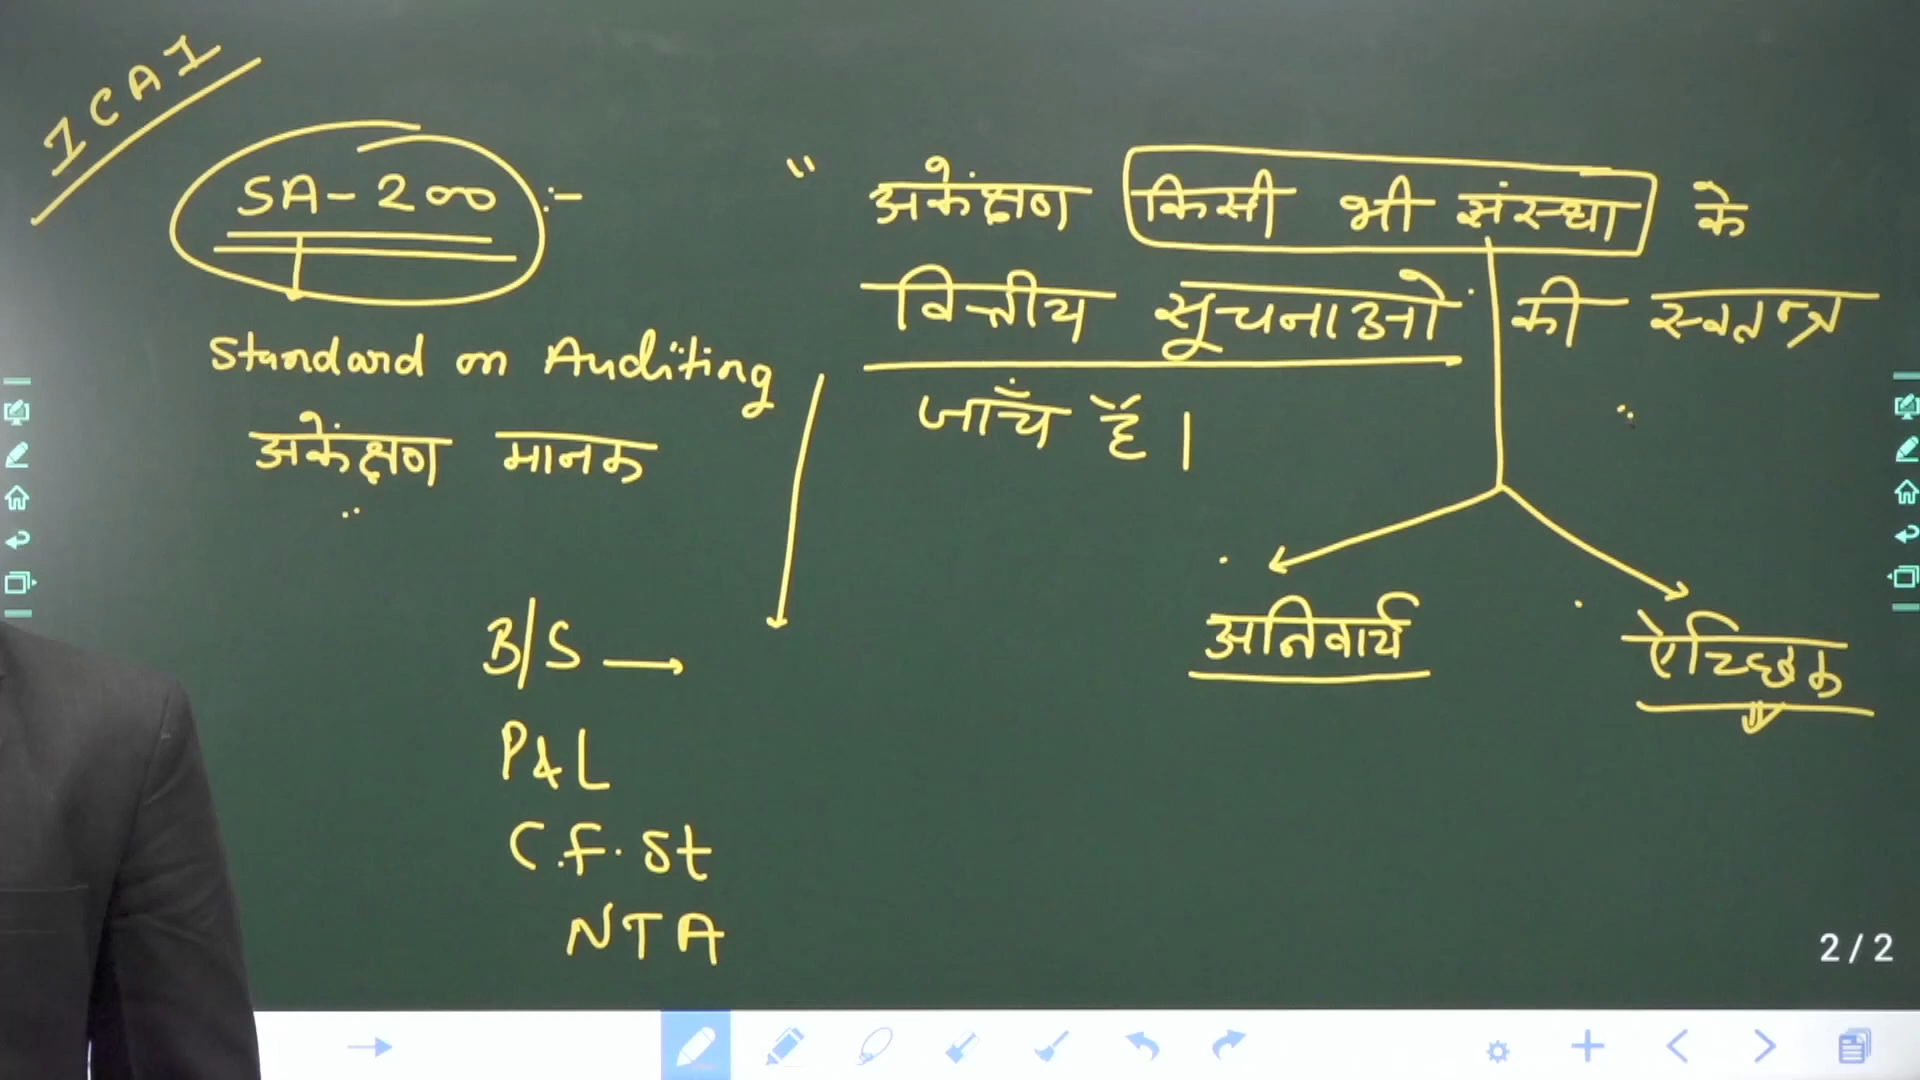 ICAI
SA-200 :-
Standard on Auditing
अंकेक्षण मानक
" अंकेक्षण किसी भी संस्था के
वित्तीय सूचनाओं की स्वतन्त्र
जाँच हैं।
"
अनिवार्य
ऐच्छिक
B/S →
P&L
C.F. St
NTA
2 / 2